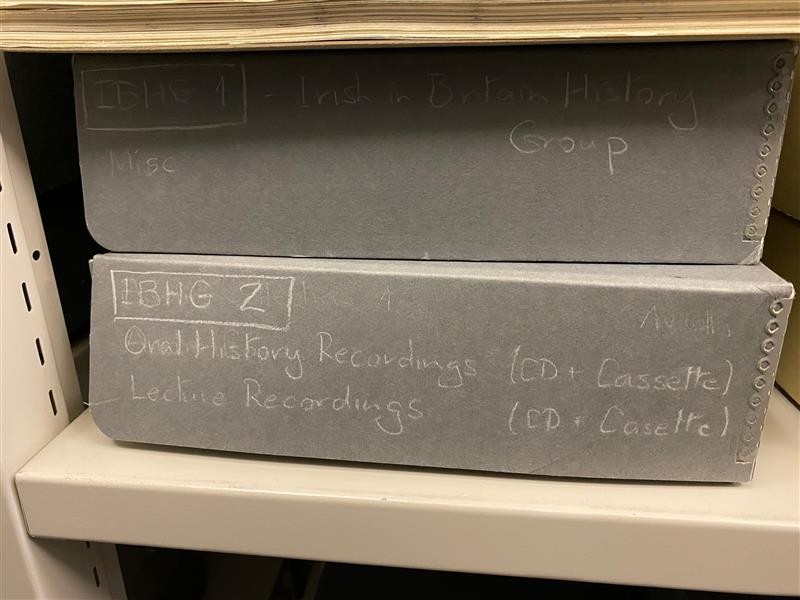 IBHG 1 - Irish in Britain History
Group
Misc
IBHG 2
Oral History Recordings (CD + Cassette)
Lecture Recordings (CD + Casette)